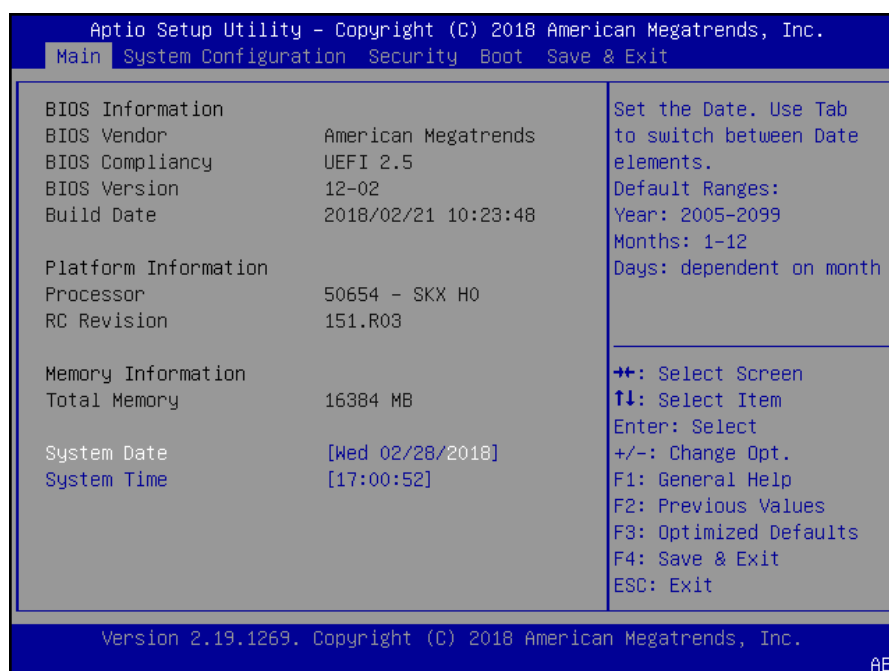 Aptio Setup Utility – Copyright (C) 2018 American Megatrends, Inc.
Main System Configuration Security Boot Save & Exit
BIOS Information
BIOS Vendor American Megatrends
BIOS Compliancy UEFI 2.5
BIOS Version 12-02
Build Date 2018/02/21 10:23:48
Platform Information
Processor 50654 - SKX H0
RC Revision 151.R03
Memory Information
Total Memory 16384 MB
System Date [Wed 02/28/2018]
System Time [17:00:52]
Set the Date. Use Tab
to switch between Date
elements.
Default Ranges:
Year: 2005-2099
Months: 1-12
Days: dependent on month
→←: Select Screen
↑↓: Select Item
Enter: Select
+/-: Change Opt.
F1: General Help
F2: Previous Values
F3: Optimized Defaults
F4: Save & Exit
ESC: Exit
Version 2.19.1269. Copyright (C) 2018 American Megatrends, Inc.